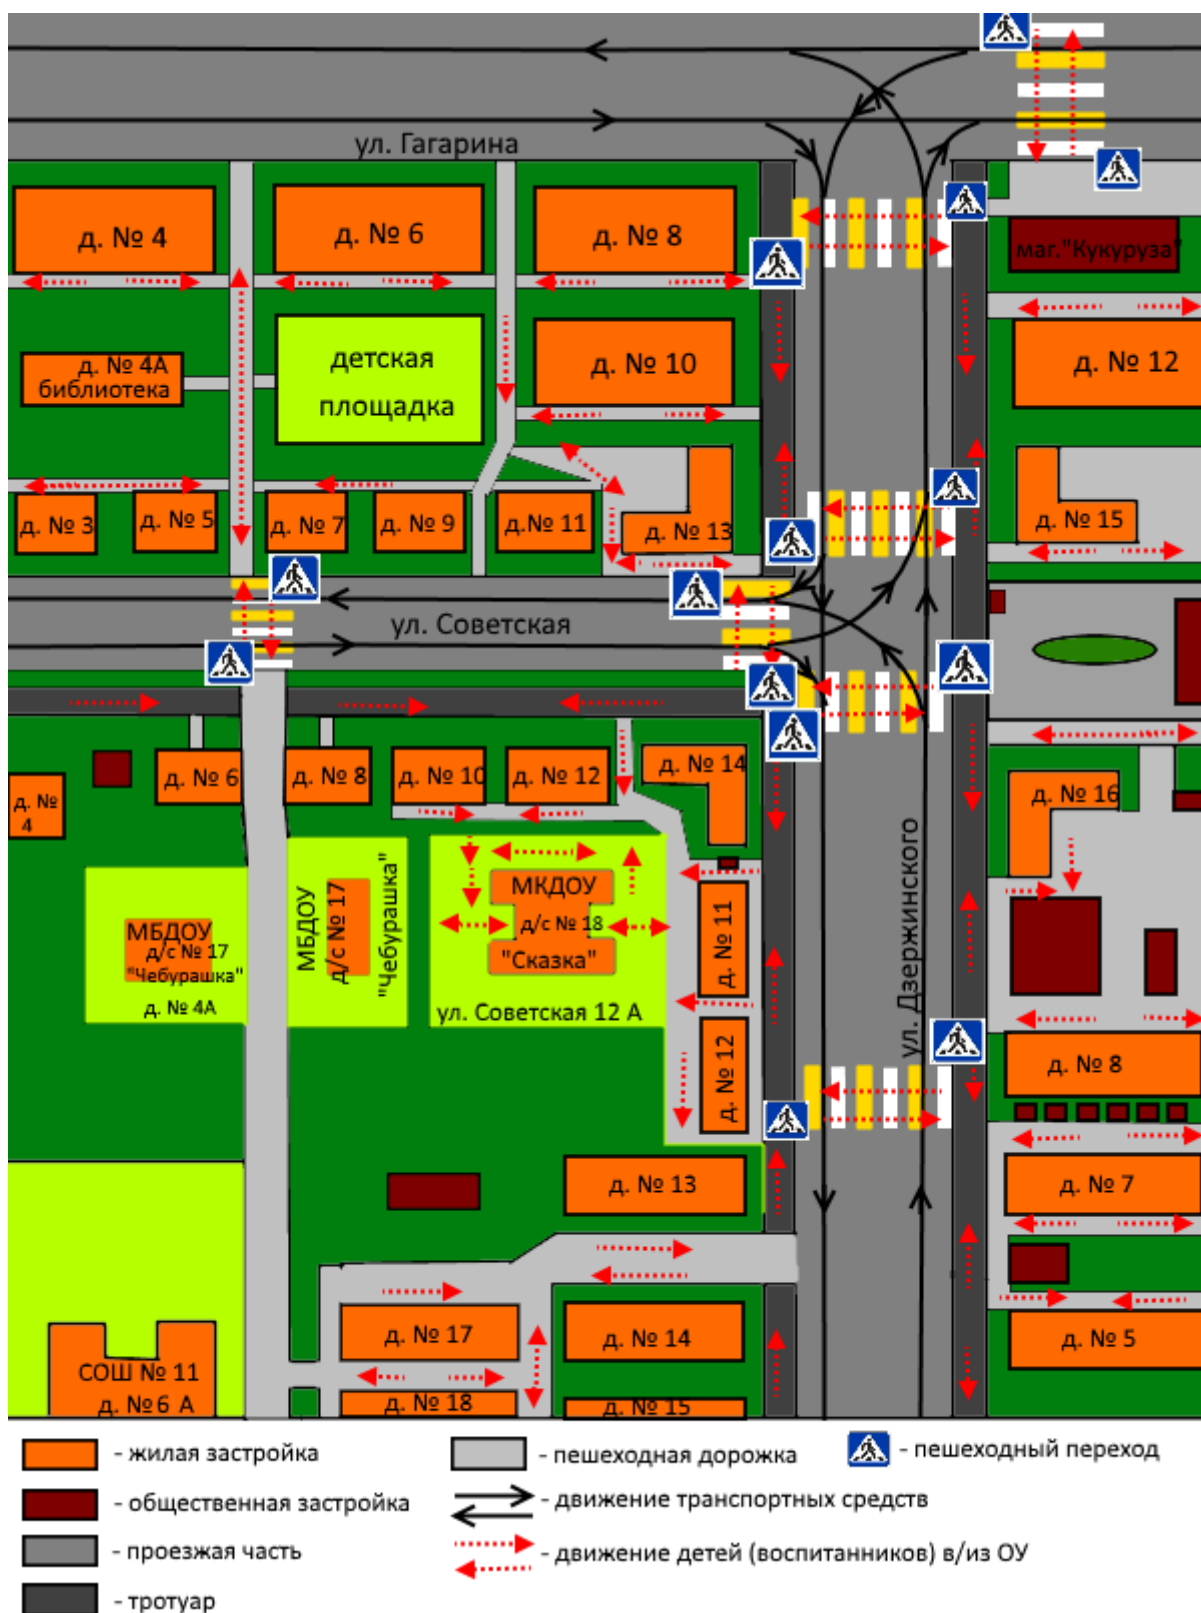 ул. Гагарина
д. № 4
д. № 6
д. № 8
маг."Кукуруза"
д. № 4А
библиотека
детская
площадка
д. № 10
д. № 12
д. № 3
д. № 5
д. № 7
д. № 9
д. № 11
д. № 13
д. № 15
ул. Советская
д. №
4
д. № 6
д. № 8
д. № 10
д. № 12
д. № 14
д. № 16
ул. Дзержинского
МБДОУ
д/с № 17
"Чебурашка"
д. № 4А
МБДОУ
д/с № 17
"Чебурашка"
МКДОУ
д/с № 18
"Сказка"
ул. Советская 12 А
д. № 11
д. № 12
д. № 8
д. № 13
д. № 7
д. № 17
д. № 14
д. № 5
СОШ № 11
д. №6 А
д. № 18
д. № 15
- жилая застройка
- пешеходная дорожка
- пешеходный переход
- общественная застройка
- движение транспортных средств
- проезжая часть
- движение детей (воспитанников) в/из ОУ
- тротуар